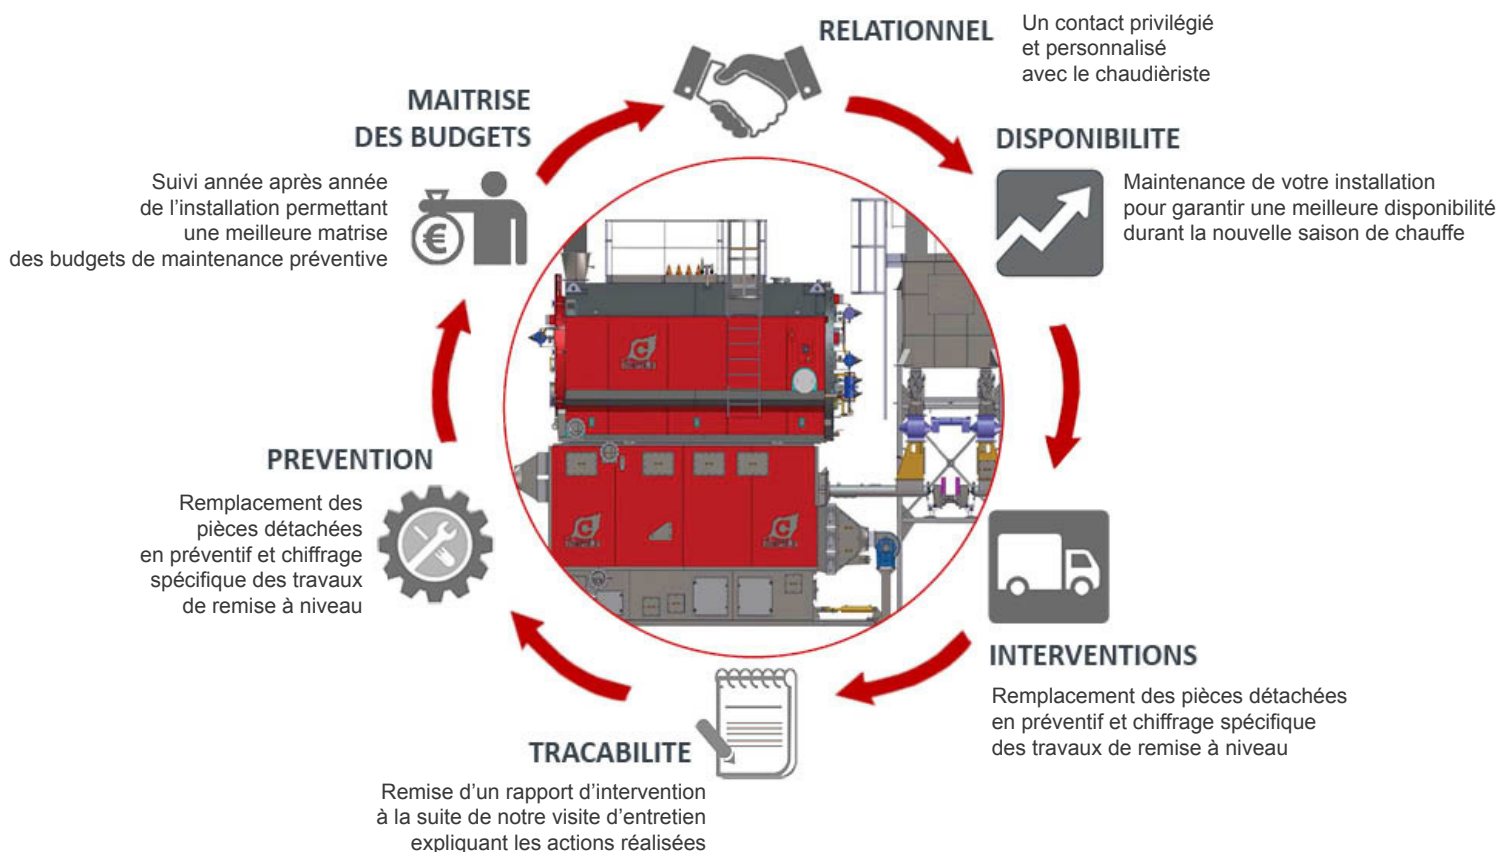 RELATIONNEL
Un contact privilégié
et personnalisé
avec le chaudièriste
DISPONIBILITE
Maintenance de votre installation
pour garantir une meilleure disponibilité
durant la nouvelle saison de chauffe
INTERVENTIONS
Remplacement des pièces détachées
en préventif et chiffrage spécifique
des travaux de remise à niveau
TRACABILITE
Remise d’un rapport d’intervention
à la suite de notre visite d’entretien
expliquant les actions réalisées
PREVENTION
Remplacement des
pièces détachées
en préventif et chiffrage
spécifique des travaux
de remise à niveau
MAITRISE
DES BUDGETS
Suivi année après année
de l’installation permettant
une meilleure matrise
des budgets de maintenance préventive
€